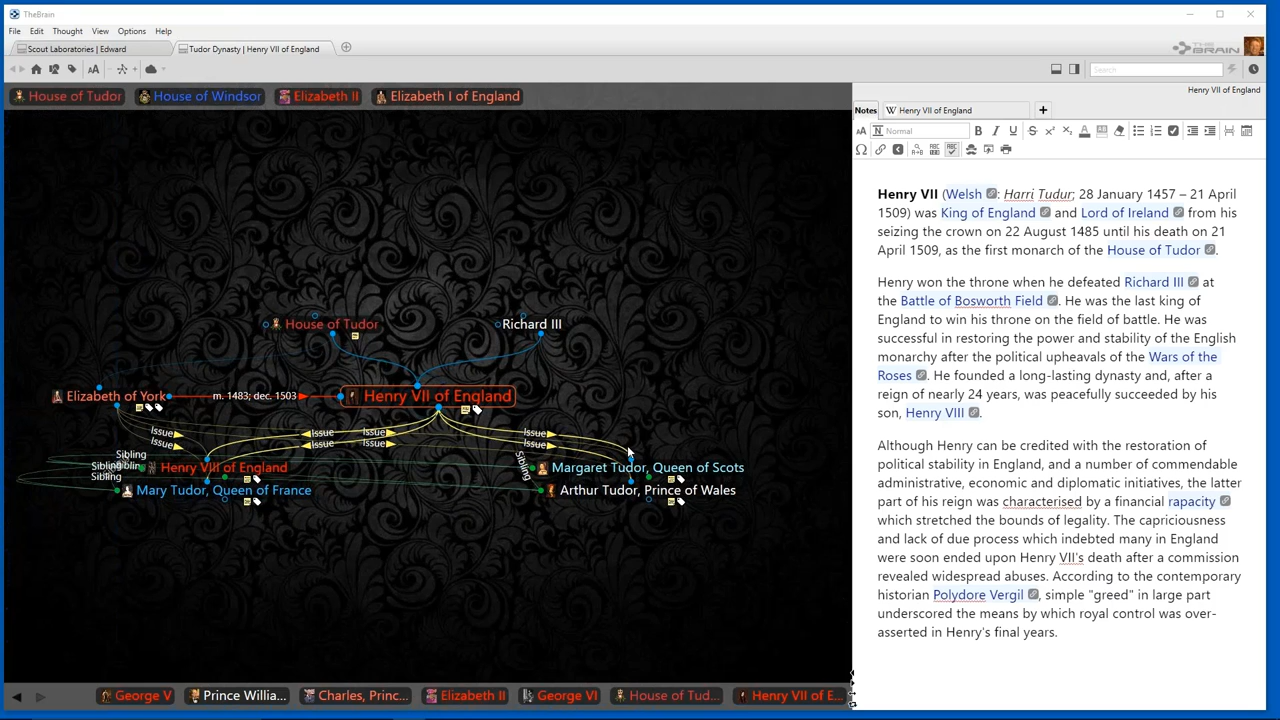 TheBrain
File Edit Thought View Options Help
Scout Laboratories | Edward
Tudor Dynasty | Henry VII of England
THE BRAIN
Search
House of Tudor
House of Windsor
Elizabeth II
Elizabeth I of England
Henry VII of England
Notes
W Henry VII of England
Normal
Henry VII (Welsh : Harri Tudur; 28 January 1457 – 21 April
1509) was King of England and Lord of Ireland from his
seizing the crown on 22 August 1485 until his death on 21
April 1509, as the first monarch of the House of Tudor .
Henry won the throne when he defeated Richard III at
the Battle of Bosworth Field . He was the last king of
England to win his throne on the field of battle. He was
successful in restoring the power and stability of the English
monarchy after the political upheavals of the Wars of the
Roses . He founded a long-lasting dynasty and, after a
reign of nearly 24 years, was peacefully succeeded by his
son, Henry VIII .
Although Henry can be credited with the restoration of
political stability in England, and a number of commendable
administrative, economic and diplomatic initiatives, the latter
part of his reign was characterised by a financial rapacity
which stretched the bounds of legality. The capriciousness
and lack of due process which indebted many in England
were soon ended upon Henry VII's death after a commission
revealed widespread abuses. According to the contemporary
historian Polydore Vergil , simple "greed" in large part
underscored the means by which royal control was over-
asserted in Henry's final years.
House of Tudor
Richard III
Elizabeth of York
m. 1483; dec. 1503
Henry VII of England
Issue
Issue
Issue
Issue
Issue
Issue
Issue
Issue
Sibling
Sibling
Sibling
Sibling
Henry VIII of England
Margaret Tudor, Queen of Scots
Mary Tudor, Queen of France
Arthur Tudor, Prince of Wales
George V
Prince Willia...
Charles, Princ...
Elizabeth II
George VI
House of Tud...
Henry VII of E...